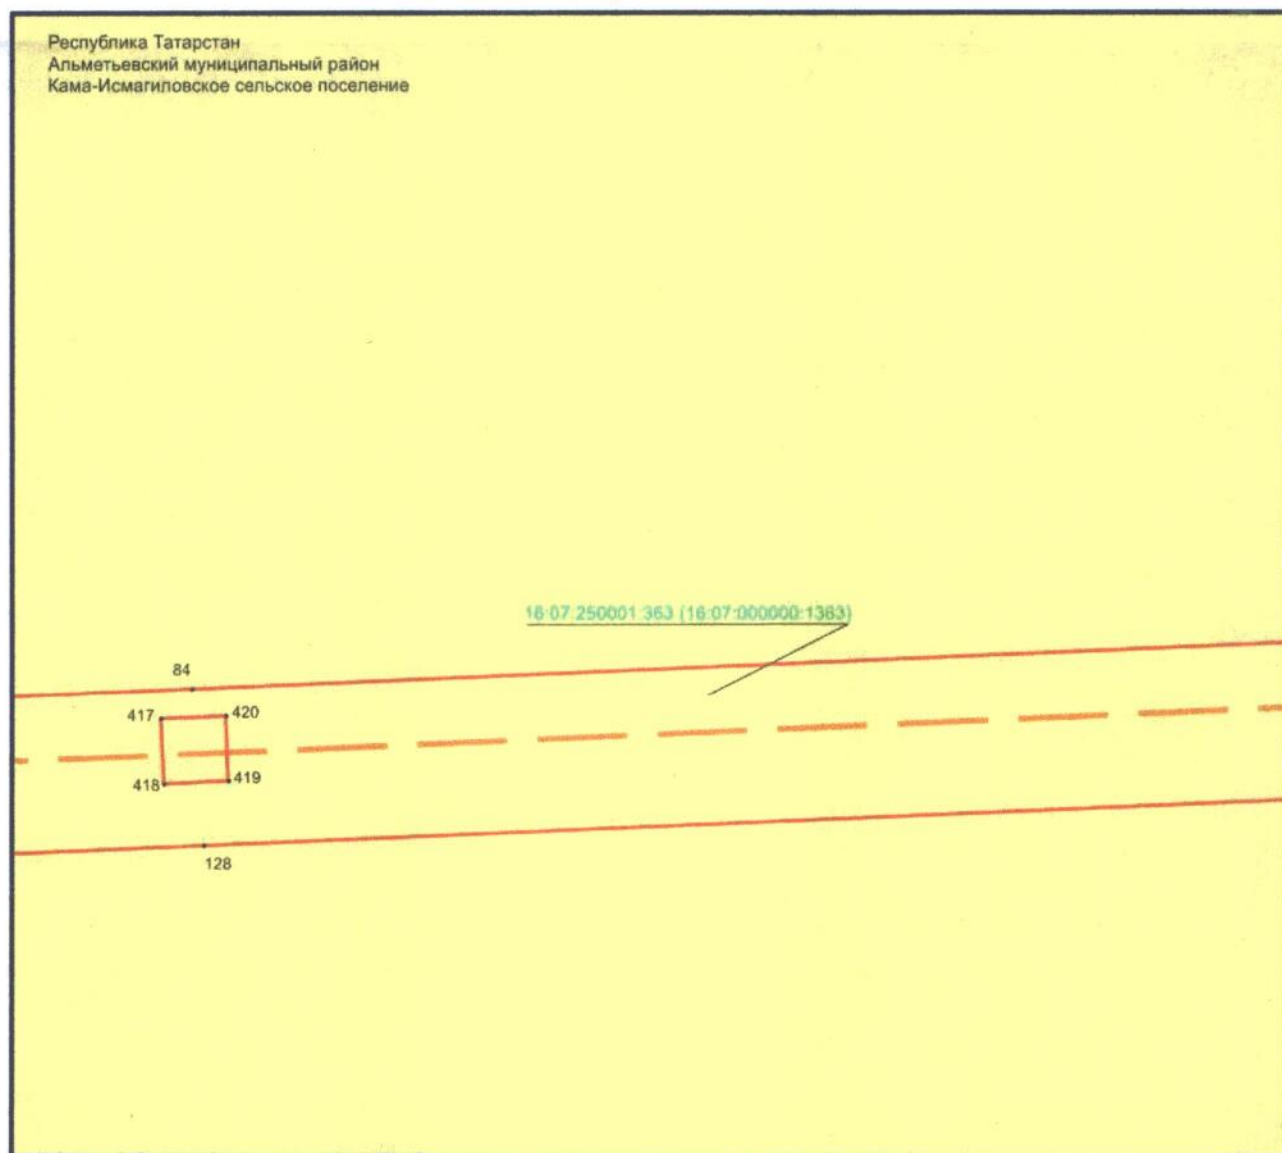 Республика Татарстан
Альметьевский муниципальный район
Кама-Исмагиловское сельское поселение
16:07:250001:363 (16:07:000000:1363)
84
417
420
418
419
128